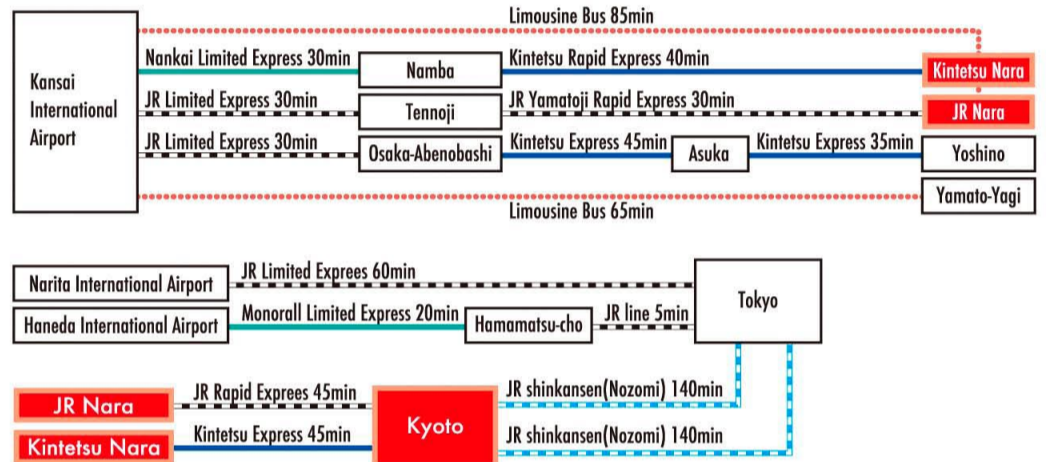 Limousine Bus 85min
Kansai
International
Airport
Nankai Limited Express 30min
Namba
Kintetsu Rapid Express 40min
Kintetsu Nara
JR Limited Express 30min
Tennoji
JR Yamatoji Rapid Express 30min
JR Nara
JR Limited Express 30min
Osaka-Abenobashi
Kintetsu Express 45min
Asuka
Kintetsu Express 35min
Yoshino
Yamato-Yagi
Limousine Bus 65min
Narita International Airport
JR Limited Exprees 60min
Tokyo
Haneda International Airport
Monorall Limited Express 20min
Hamamatsu-cho
JR line 5min
JR Nara
JR Rapid Exprees 45min
Kyoto
JR shinkansen(Nozomi) 140min
Kintetsu Nara
Kintetsu Express 45min
JR shinkansen(Nozomi) 140min